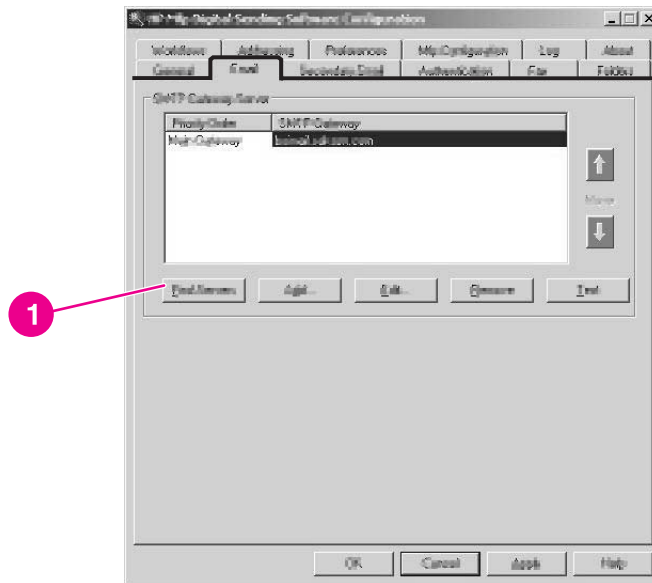 HP Mfp Digital Sending Software Configuration
Workflows Addressing Preferences Mfp Configuration Log About
General Email Secondary Email Authentication Fax Folders
SMTP Gateway Server
Priority Order SMTP Gateway
Main Gateway
Move
1
Find Servers Add... Edit... Remove Test
OK Cancel Apply Help